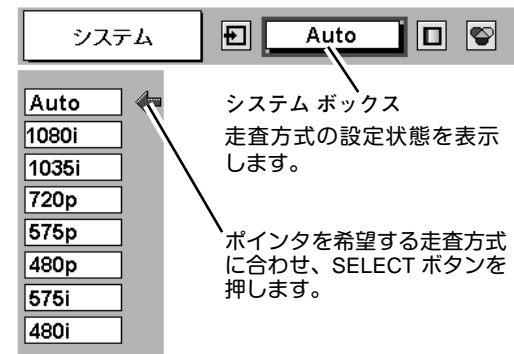 システム
Auto
Auto
1080i
1035i
720p
575p
480p
575i
480i
システム ボックス
走査方式の設定状態を表示
します。
ポインタを希望する走査方式
に合わせ、SELECT ボタンを
押します。